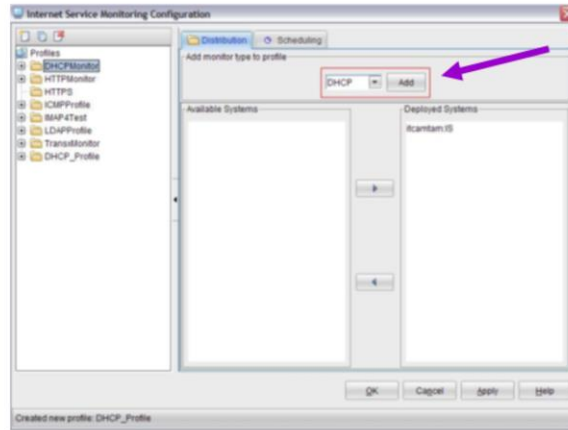 Internet Service Monitoring Configuration
Distribution
Scheduling
Profiles
DHCPMonitor
HTTPMonitor
HTTPS
ICMPProfile
IMAP4Test
LDAPProfile
TransxMonitor
DHCP_Profile
Add monitor type to profile
DHCP
Add
Available Systems
Deployed Systems
itcamtam:IS
OK
Cancel
Apply
Help
Created new profile: DHCP_Profile